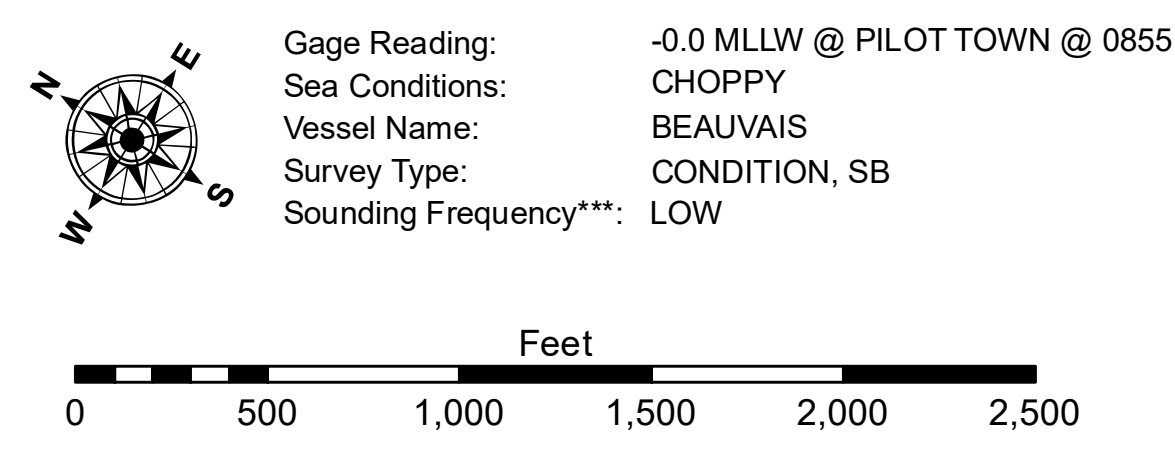 N
E
S
W
Gage Reading: -0.0 MLLW @ PILOT TOWN @ 0855
Sea Conditions: CHOPPY
Vessel Name: BEAUVAIS
Survey Type: CONDITION, SB
Sounding Frequency***: LOW
Feet
0 500 1,000 1,500 2,000 2,500